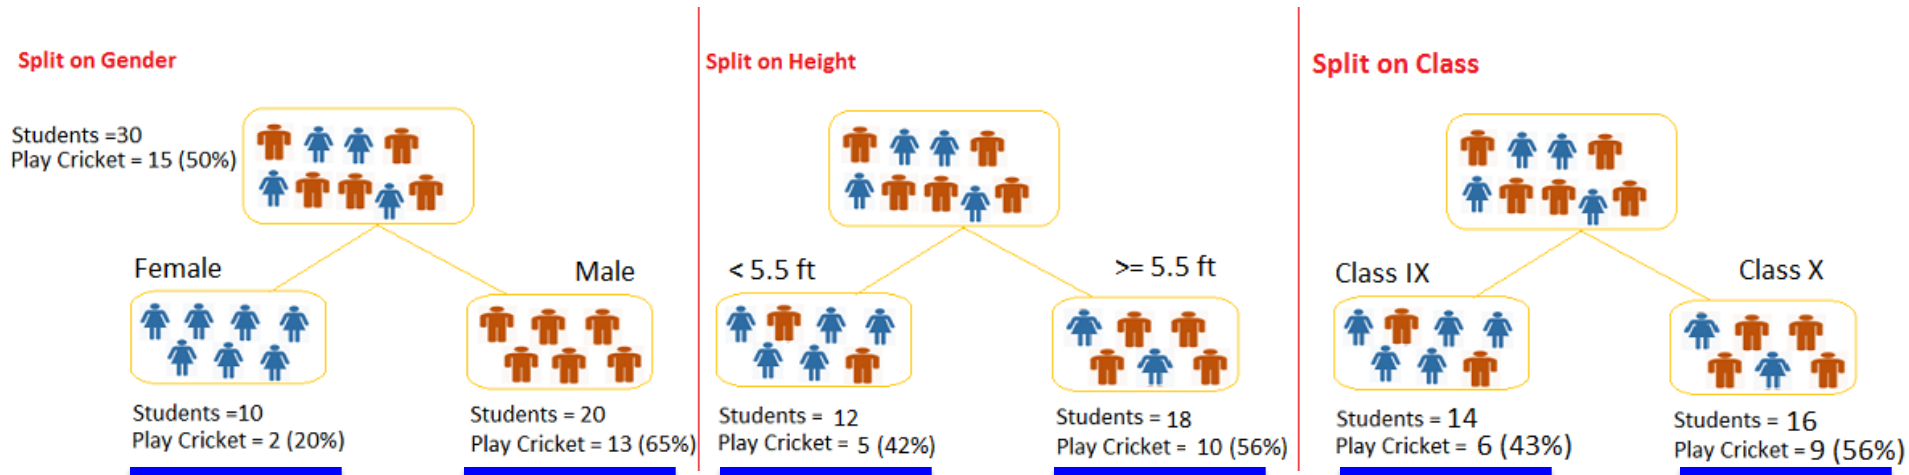 Split on Gender
Students =30
Play Cricket = 15 (50%)
Female
Male
Students =10
Play Cricket = 2 (20%)
Students = 20
Play Cricket = 13 (65%)
Split on Height
< 5.5 ft
>= 5.5 ft
Students = 12
Play Cricket = 5 (42%)
Students = 18
Play Cricket = 10 (56%)
Split on Class
Class IX
Class X
Students = 14
Play Cricket = 6 (43%)
Students = 16
Play Cricket = 9 (56%)